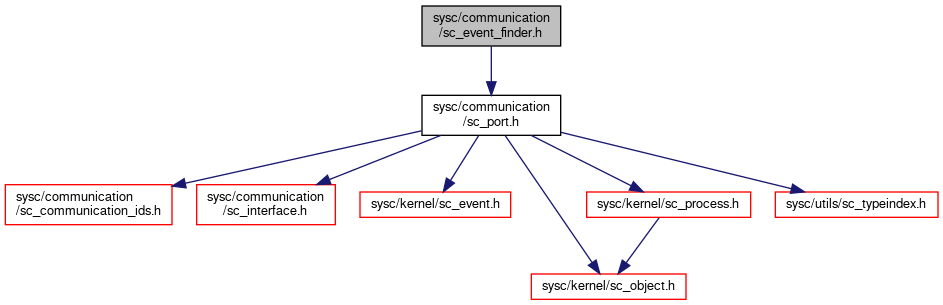 sysc/communication
/sc_event_finder.h
sysc/communication
/sc_port.h
sysc/communication
/sc_communication_ids.h
sysc/communication
/sc_interface.h
sysc/kernel/sc_event.h
sysc/kernel/sc_process.h
sysc/utils/sc_typeindex.h
sysc/kernel/sc_object.h